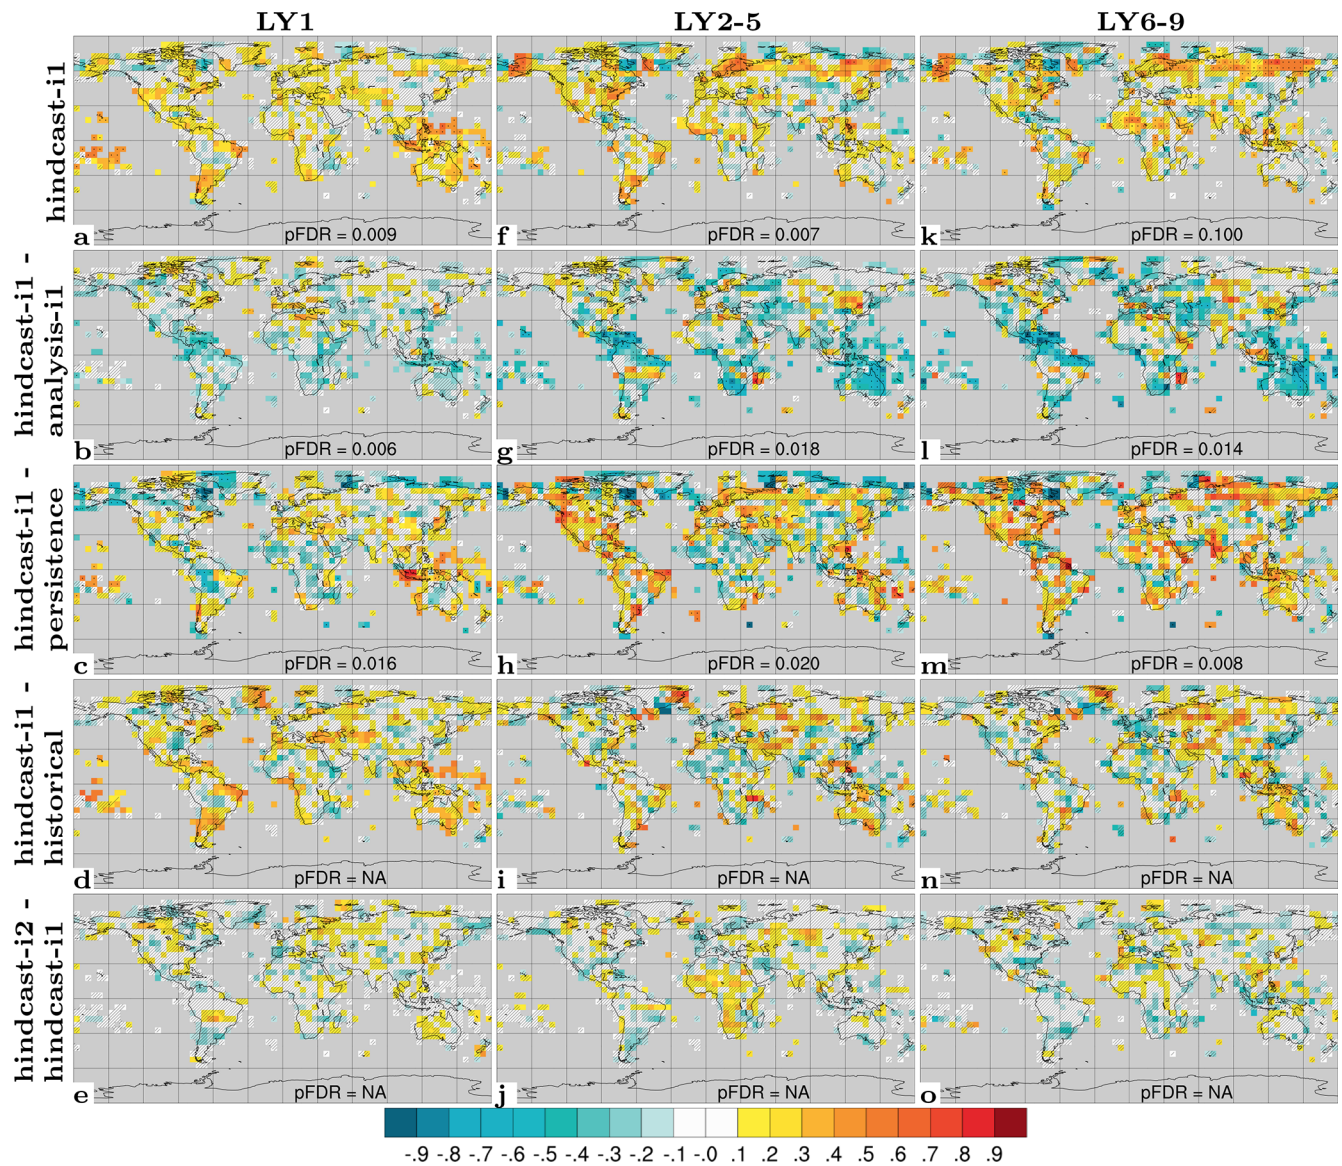 LY1 LY2-5 LY6-9
hindcast-i1
a pFDR = 0.009 f pFDR = 0.007 k pFDR = 0.100
hindcast-i1 -
analysis-i1
b pFDR = 0.006 g pFDR = 0.018 l pFDR = 0.014
hindcast-i1 -
persistence
c pFDR = 0.016 h pFDR = 0.020 m pFDR = 0.008
hindcast-i1 -
historical
d pFDR = NA i pFDR = NA n pFDR = NA
hindcast-i2 -
hindcast-i1
e pFDR = NA j pFDR = NA o pFDR = NA
-.9 -.8 -.7 -.6 -.5 -.4 -.3 -.2 -.1 -.0 .1 .2 .3 .4 .5 .6 .7 .8 .9